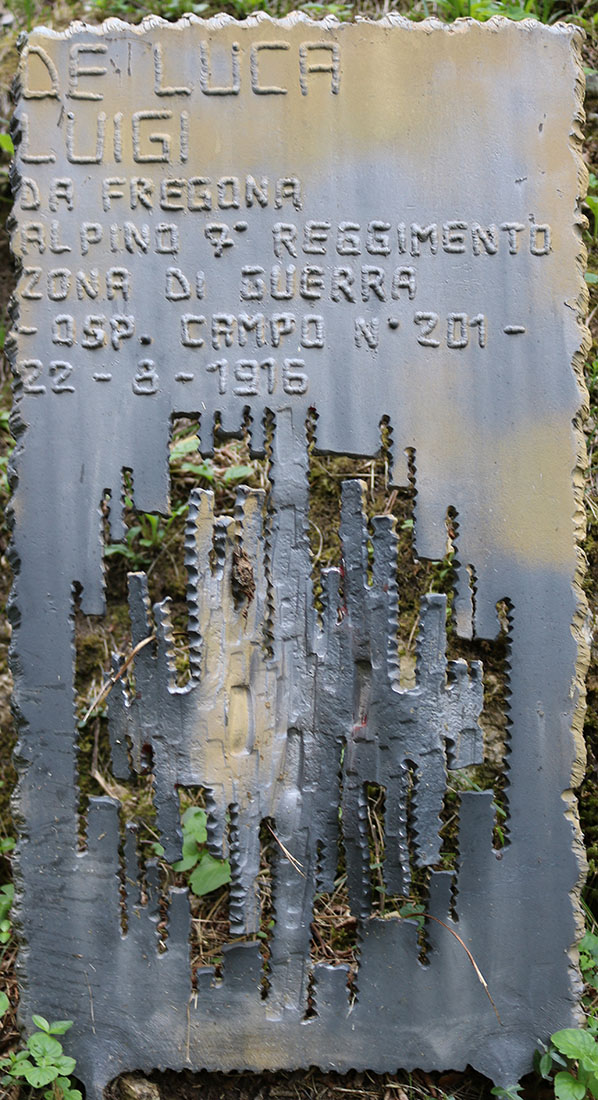 DE LUCA
LUIGI
DA FREGONA
ALPINO 7° REGGIMENTO
ZONA DI GUERRA
- OSP. CAMPO N° 201 -
22 - 8 - 1916